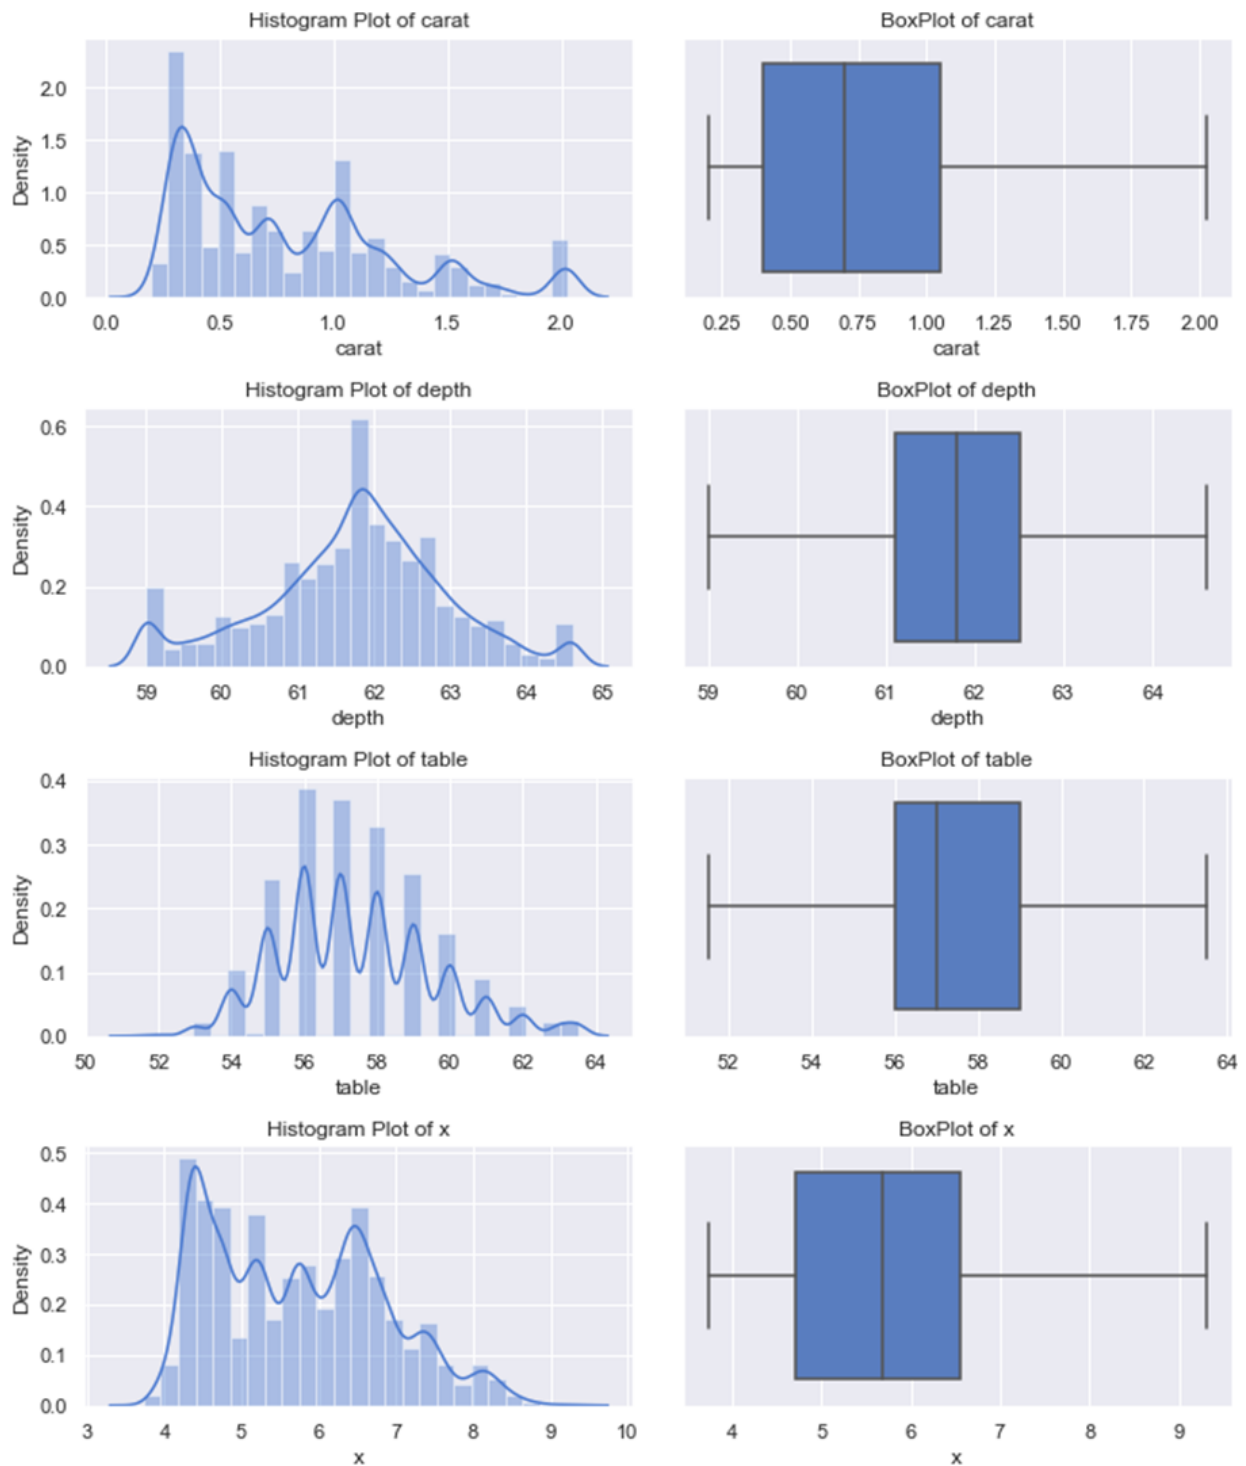 Histogram Plot of carat
Density
2.0
1.5
1.0
0.5
0.0
0.0 0.5 1.0 1.5 2.0
carat
BoxPlot of carat
0.25 0.50 0.75 1.00 1.25 1.50 1.75 2.00
carat
Histogram Plot of depth
Density
0.6
0.4
0.2
0.0
59 60 61 62 63 64 65
depth
BoxPlot of depth
59 60 61 62 63 64
depth
Histogram Plot of table
Density
0.4
0.3
0.2
0.1
0.0
50 52 54 56 58 60 62 64
table
BoxPlot of table
52 54 56 58 60 62 64
table
Histogram Plot of x
Density
0.5
0.4
0.3
0.2
0.1
0.0
3 4 5 6 7 8 9 10
x
BoxPlot of x
4 5 6 7 8 9
x